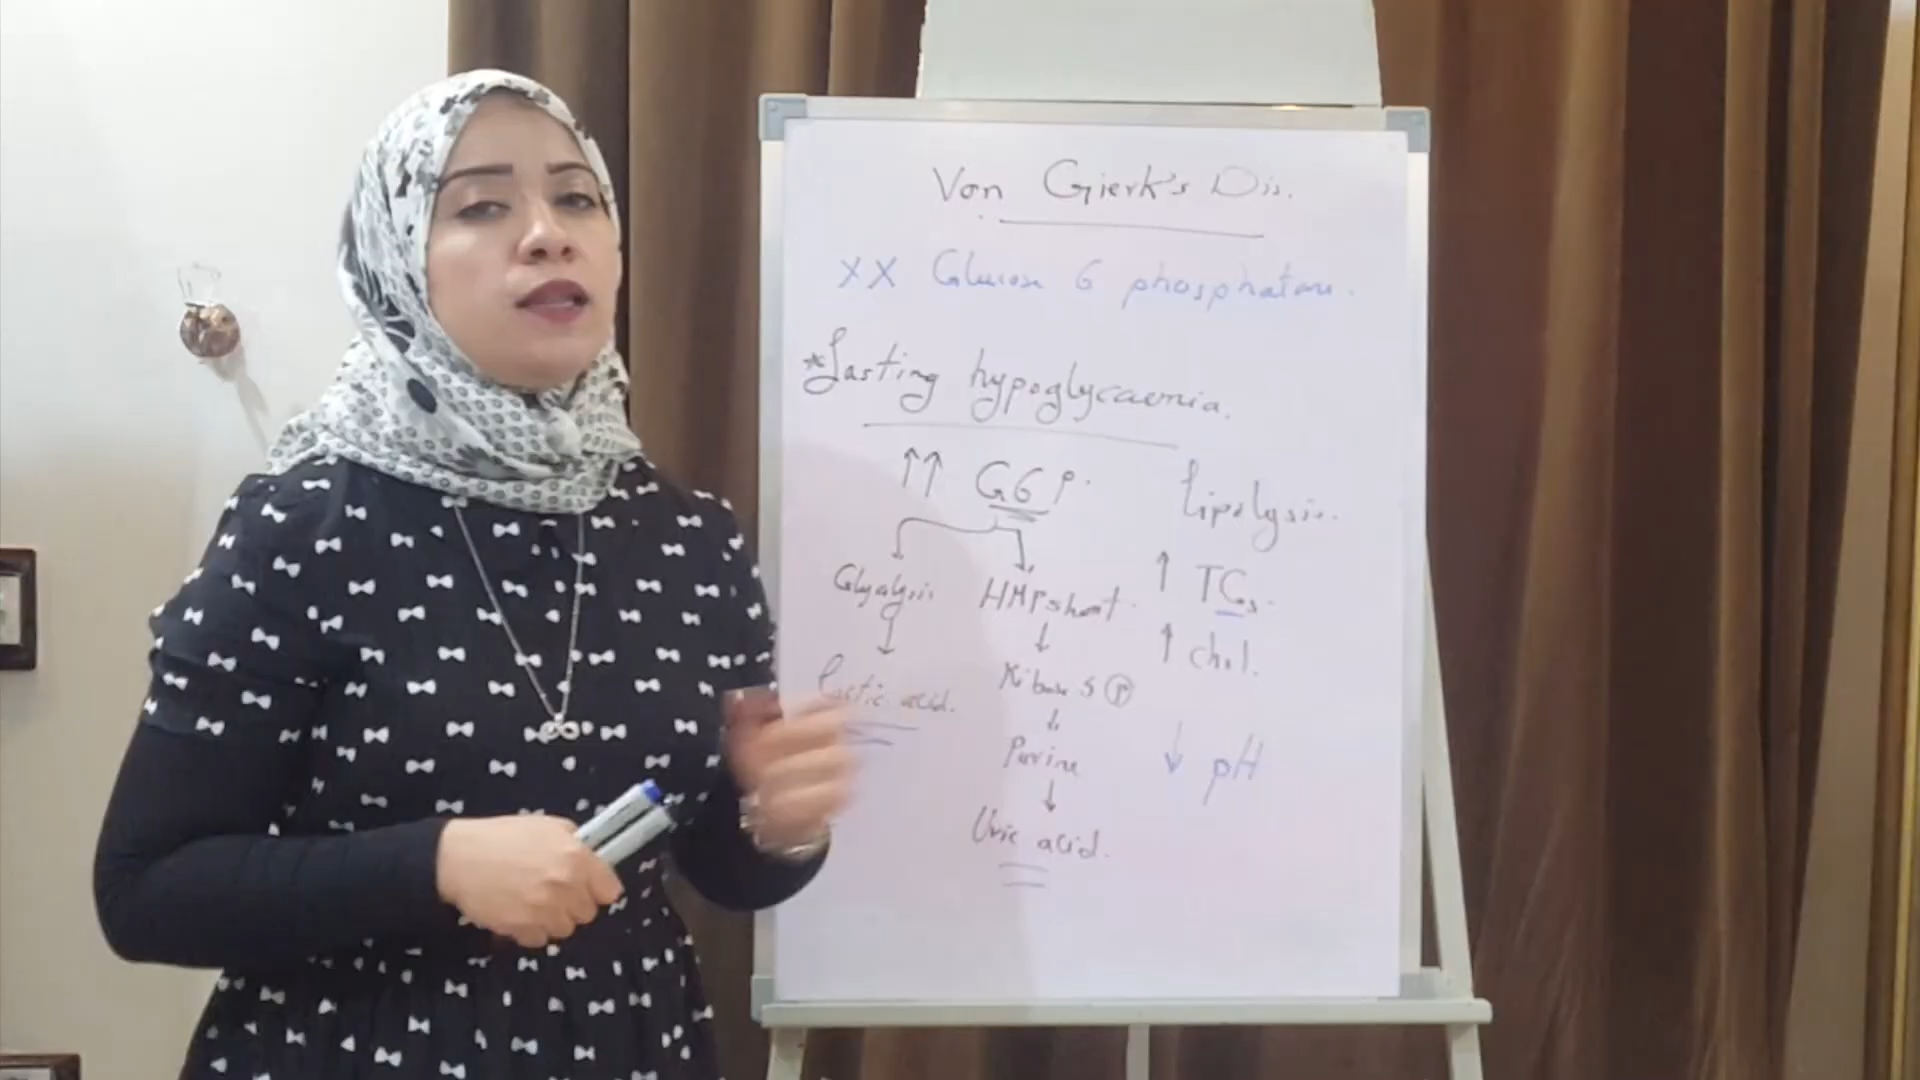 Von Gierk's Dis.
XX Glucose 6 phosphatase.
*Fasting hypoglycaemia.
↑↑ G6P.
Lipolysis.
Glycolysis
HMP shunt.
↑ TGs.
↓
↓
↑ chol.
Lactic acid.
Ribose 5 P
↓
Purine
↓ pH
↓
Uric acid.